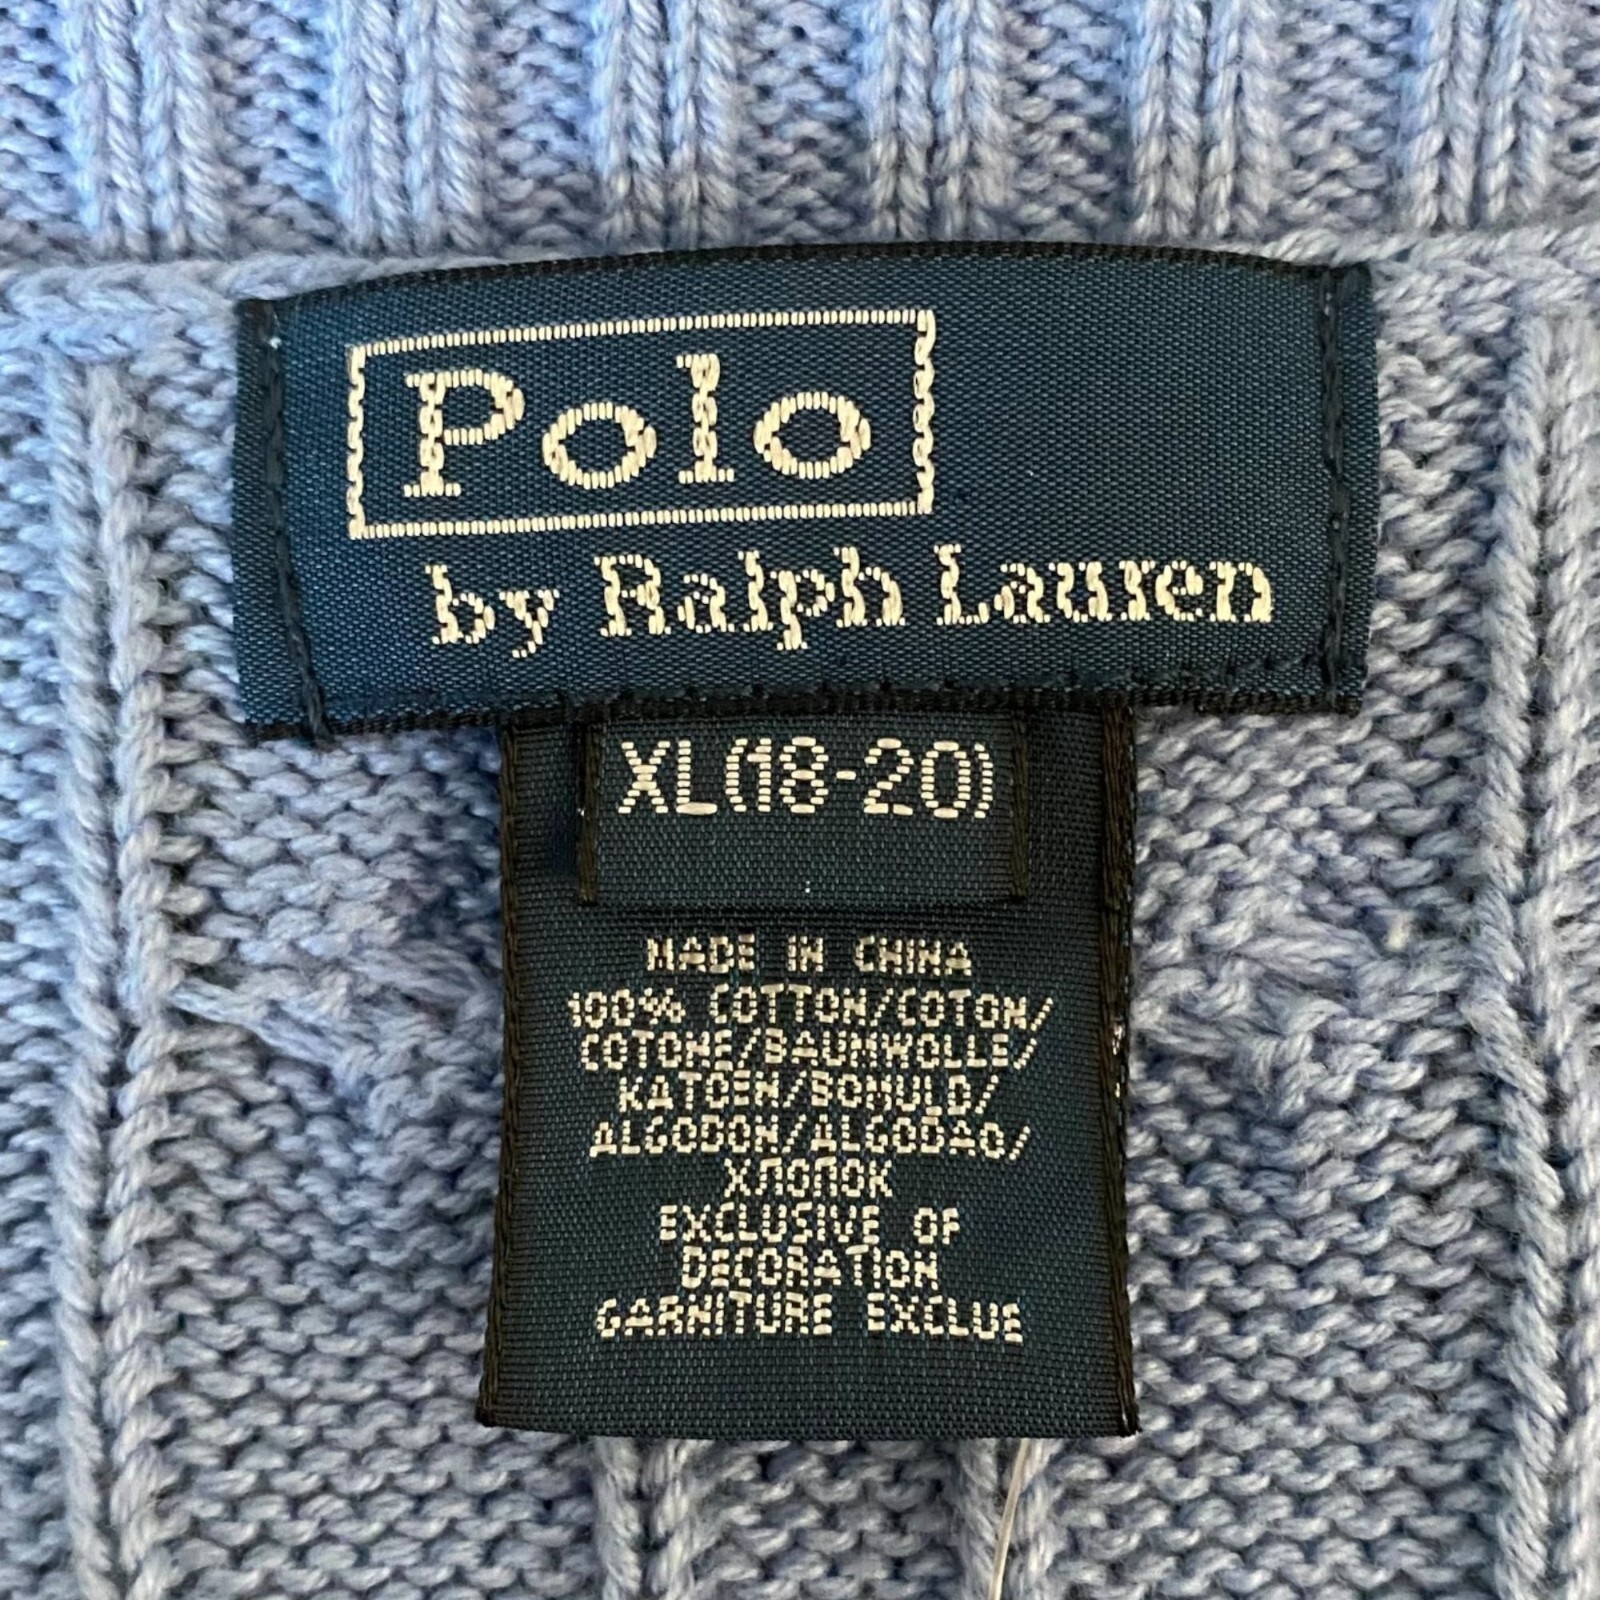 Polo
by Ralph Lauren
XL(18-20)
MADE IN CHINA
100% COTTON/COTON/
COTONE/BAUMWOLLE/
KATOEN/BOMULD/
ALGODON/ALGODAO/
ХЛОПОК
EXCLUSIVE OF
DECORATION
GARNITURE EXCLUE